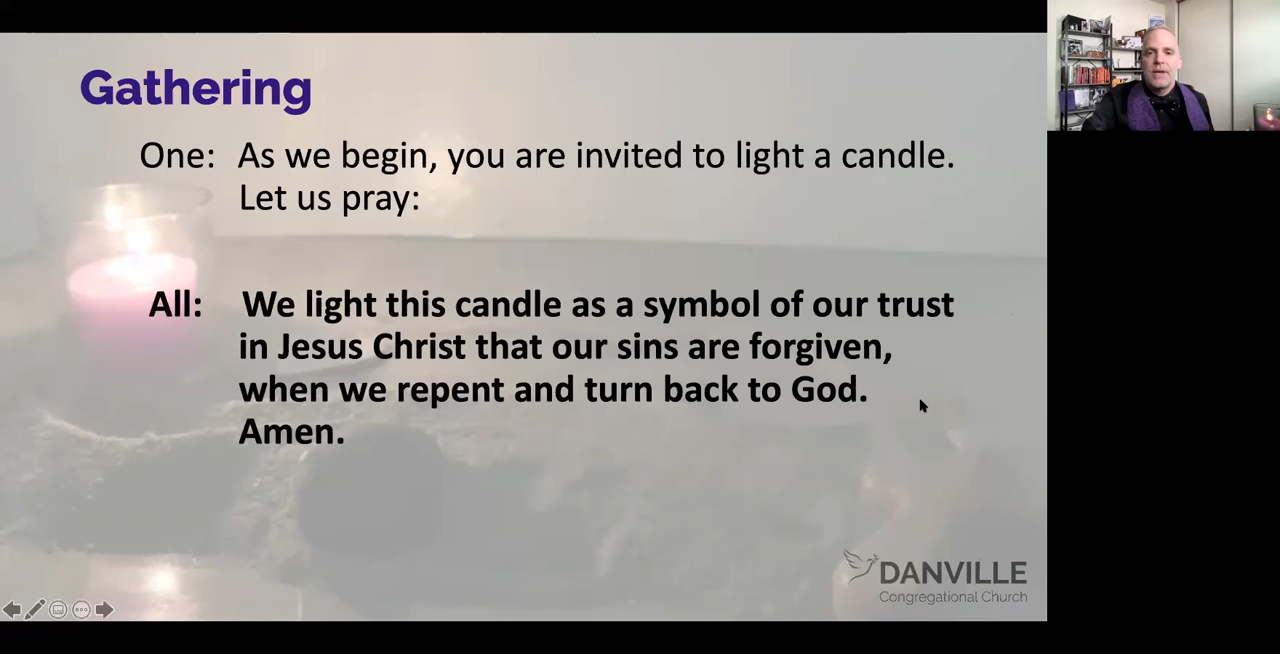 Gathering
One: As we begin, you are invited to light a candle.
Let us pray:
All: We light this candle as a symbol of our trust
in Jesus Christ that our sins are forgiven,
when we repent and turn back to God.
Amen.
DANVILLE
Congregational Church